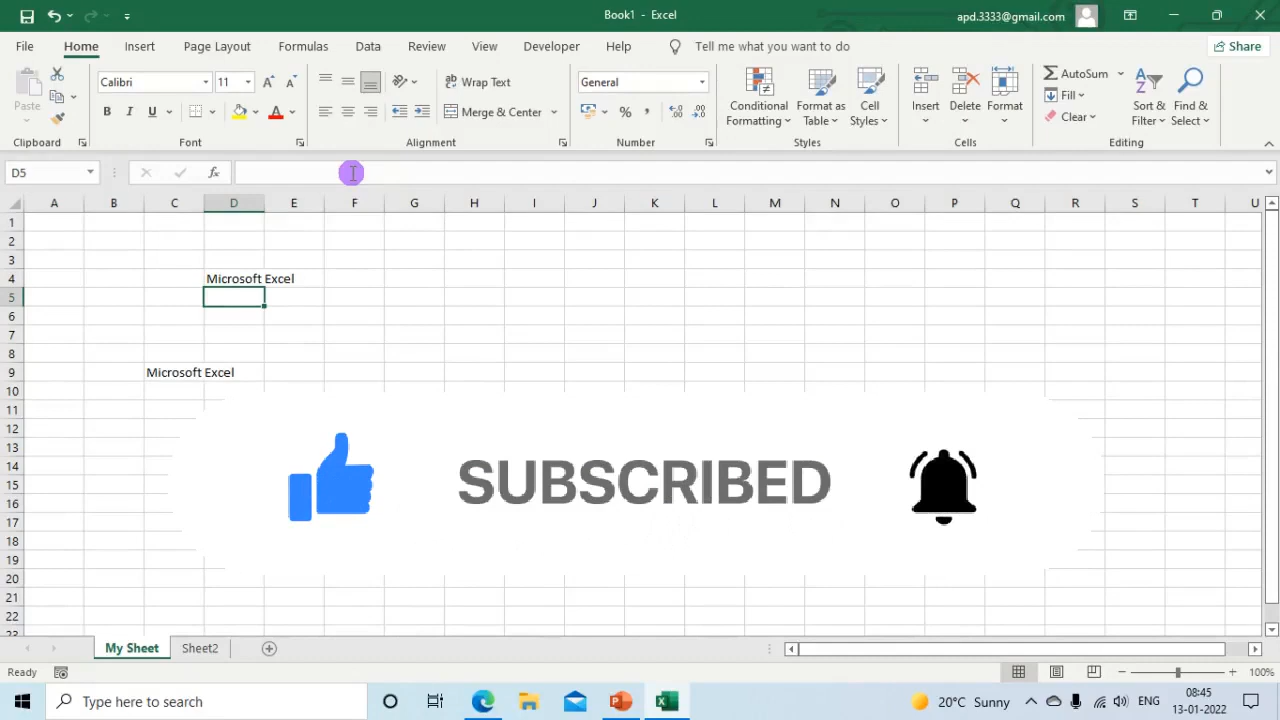 Book1 - Excel
apd.3333@gmail.com
File Home Insert Page Layout Formulas Data Review View Developer Help Tell me what you want to do Share
Paste
Calibri 11
Wrap Text
General
Conditional Formatting
Format as Table
Cell Styles
Insert Delete Format
AutoSum
Fill
Clear
Sort & Filter
Find & Select
B I U
Merge & Center
Clipboard Font Alignment Number Styles Cells Editing
D5 fx
A B C D E F G H I J K L M N O P Q R S T U
1
2
3
4 Microsoft Excel
5
6
7
8
9 Microsoft Excel
10
11
12
13
14
15
16
17
18
19
20
21
22
23
SUBSCRIBED
My Sheet Sheet2
Ready 100%
Type here to search
20°C Sunny
ENG
08:45
13-01-2022